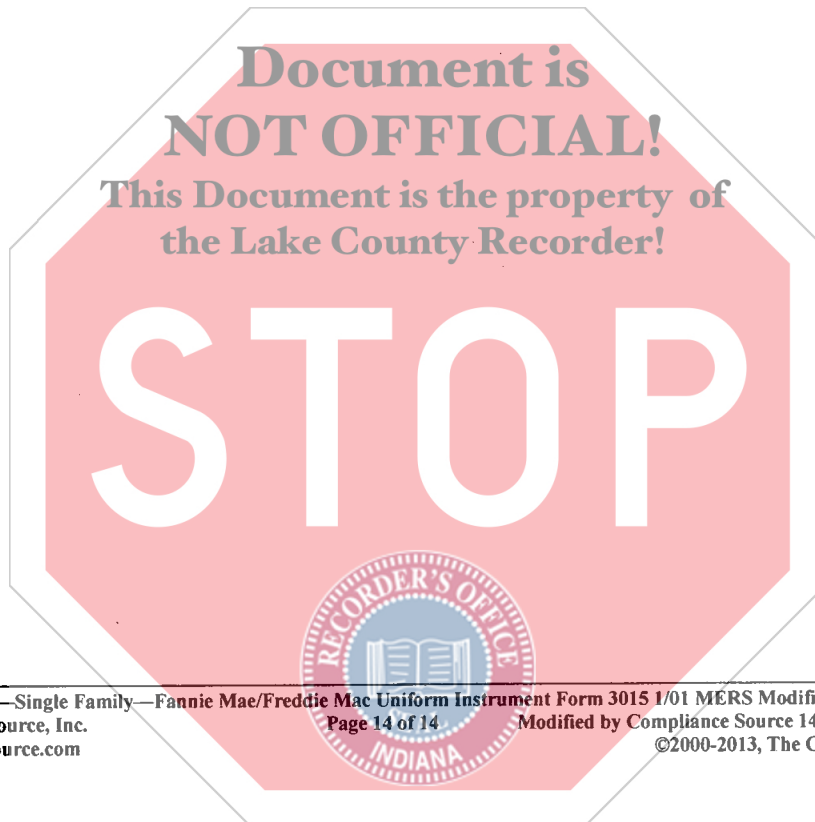 Document is
NOT OFFICIAL!
This Document is the property of
the Lake County Recorder!
STOP
RECORDER'S OFFICE
—Single Family—Fannie Mae/Freddie Mac Uniform Instrument Form 3015 1/01 MERS Modifi
ource, Inc. Page 14 of 14 Modified by Compliance Source 14
urce.com ©2000-2013, The C
INDIANA